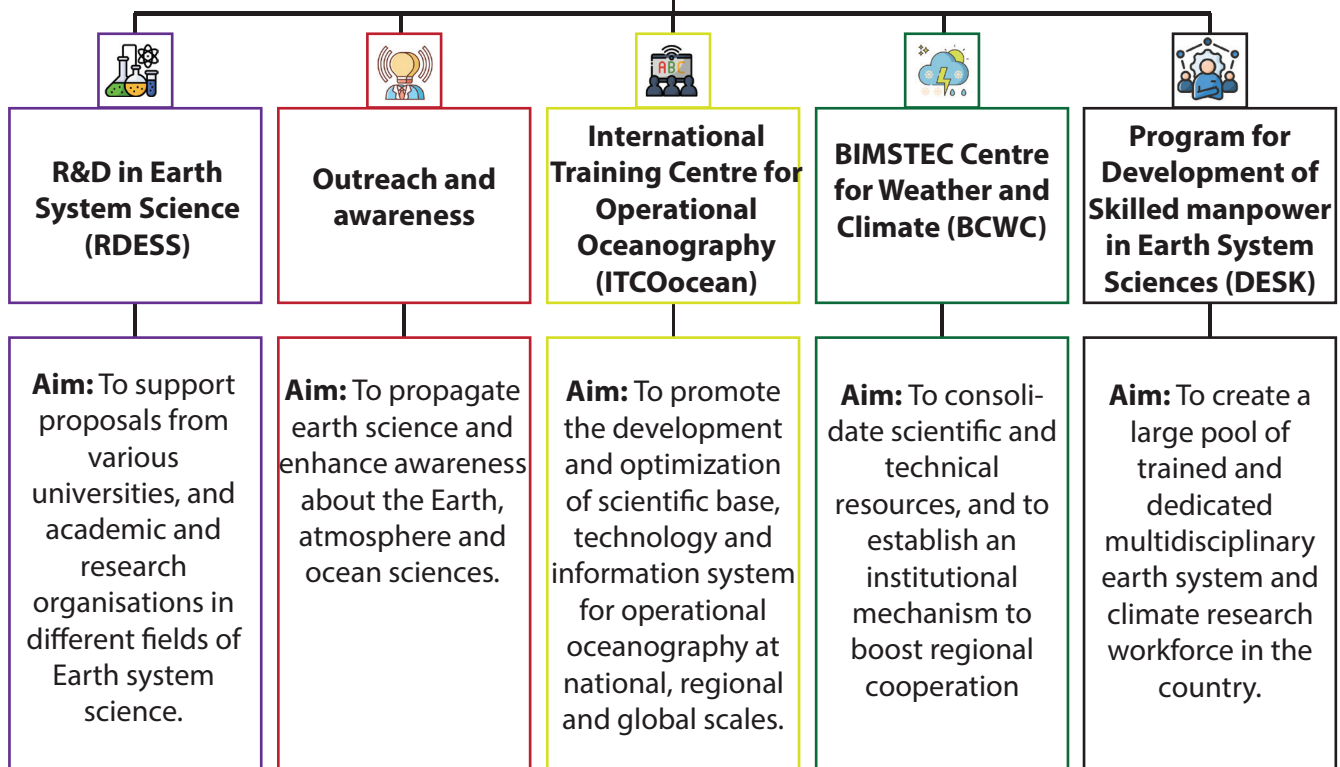 ABC
R&D in Earth
System Science
(RDESS)
Aim: To support
proposals from
various
universities, and
academic and
research
organisations in
different fields of
Earth system
science.
Outreach and
awareness
Aim: To propagate
earth science and
enhance awareness
about the Earth,
atmosphere and
ocean sciences.
International
Training Centre for
Operational
Oceanography
(ITCOocean)
Aim: To promote
the development
and optimization
of scientific base,
technology and
information system
for operational
oceanography at
national, regional
and global scales.
BIMSTEC Centre
for Weather and
Climate (BCWC)
Aim: To consoli-
date scientific and
technical
resources, and to
establish an
institutional
mechanism to
boost regional
cooperation
Program for
Development of
Skilled manpower
in Earth System
Sciences (DESK)
Aim: To create a
large pool of
trained and
dedicated
multidisciplinary
earth system and
climate research
workforce in the
country.